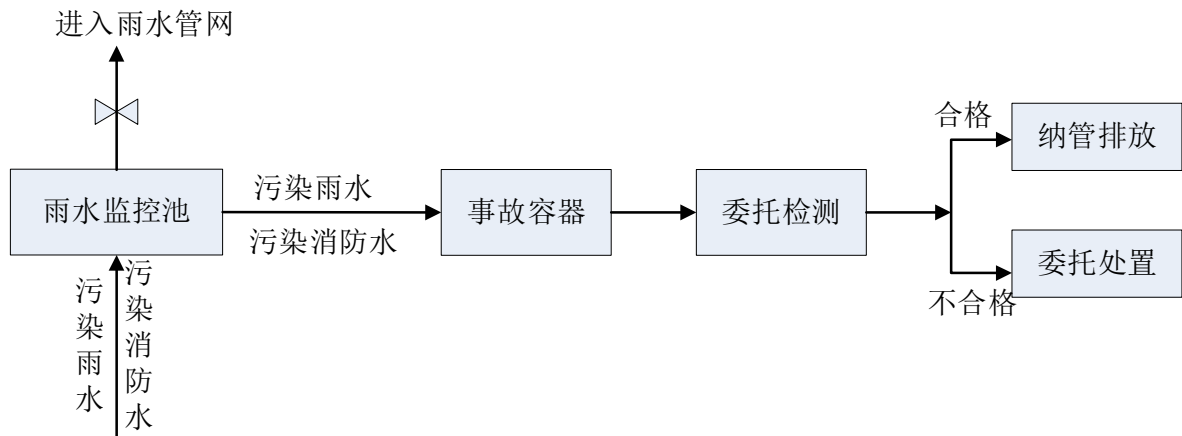 进入雨水管网
雨水监控池
污染雨水
污染消防水
污染雨水
污染消防水
事故容器
委托检测
合格
不合格
纳管排放
委托处置